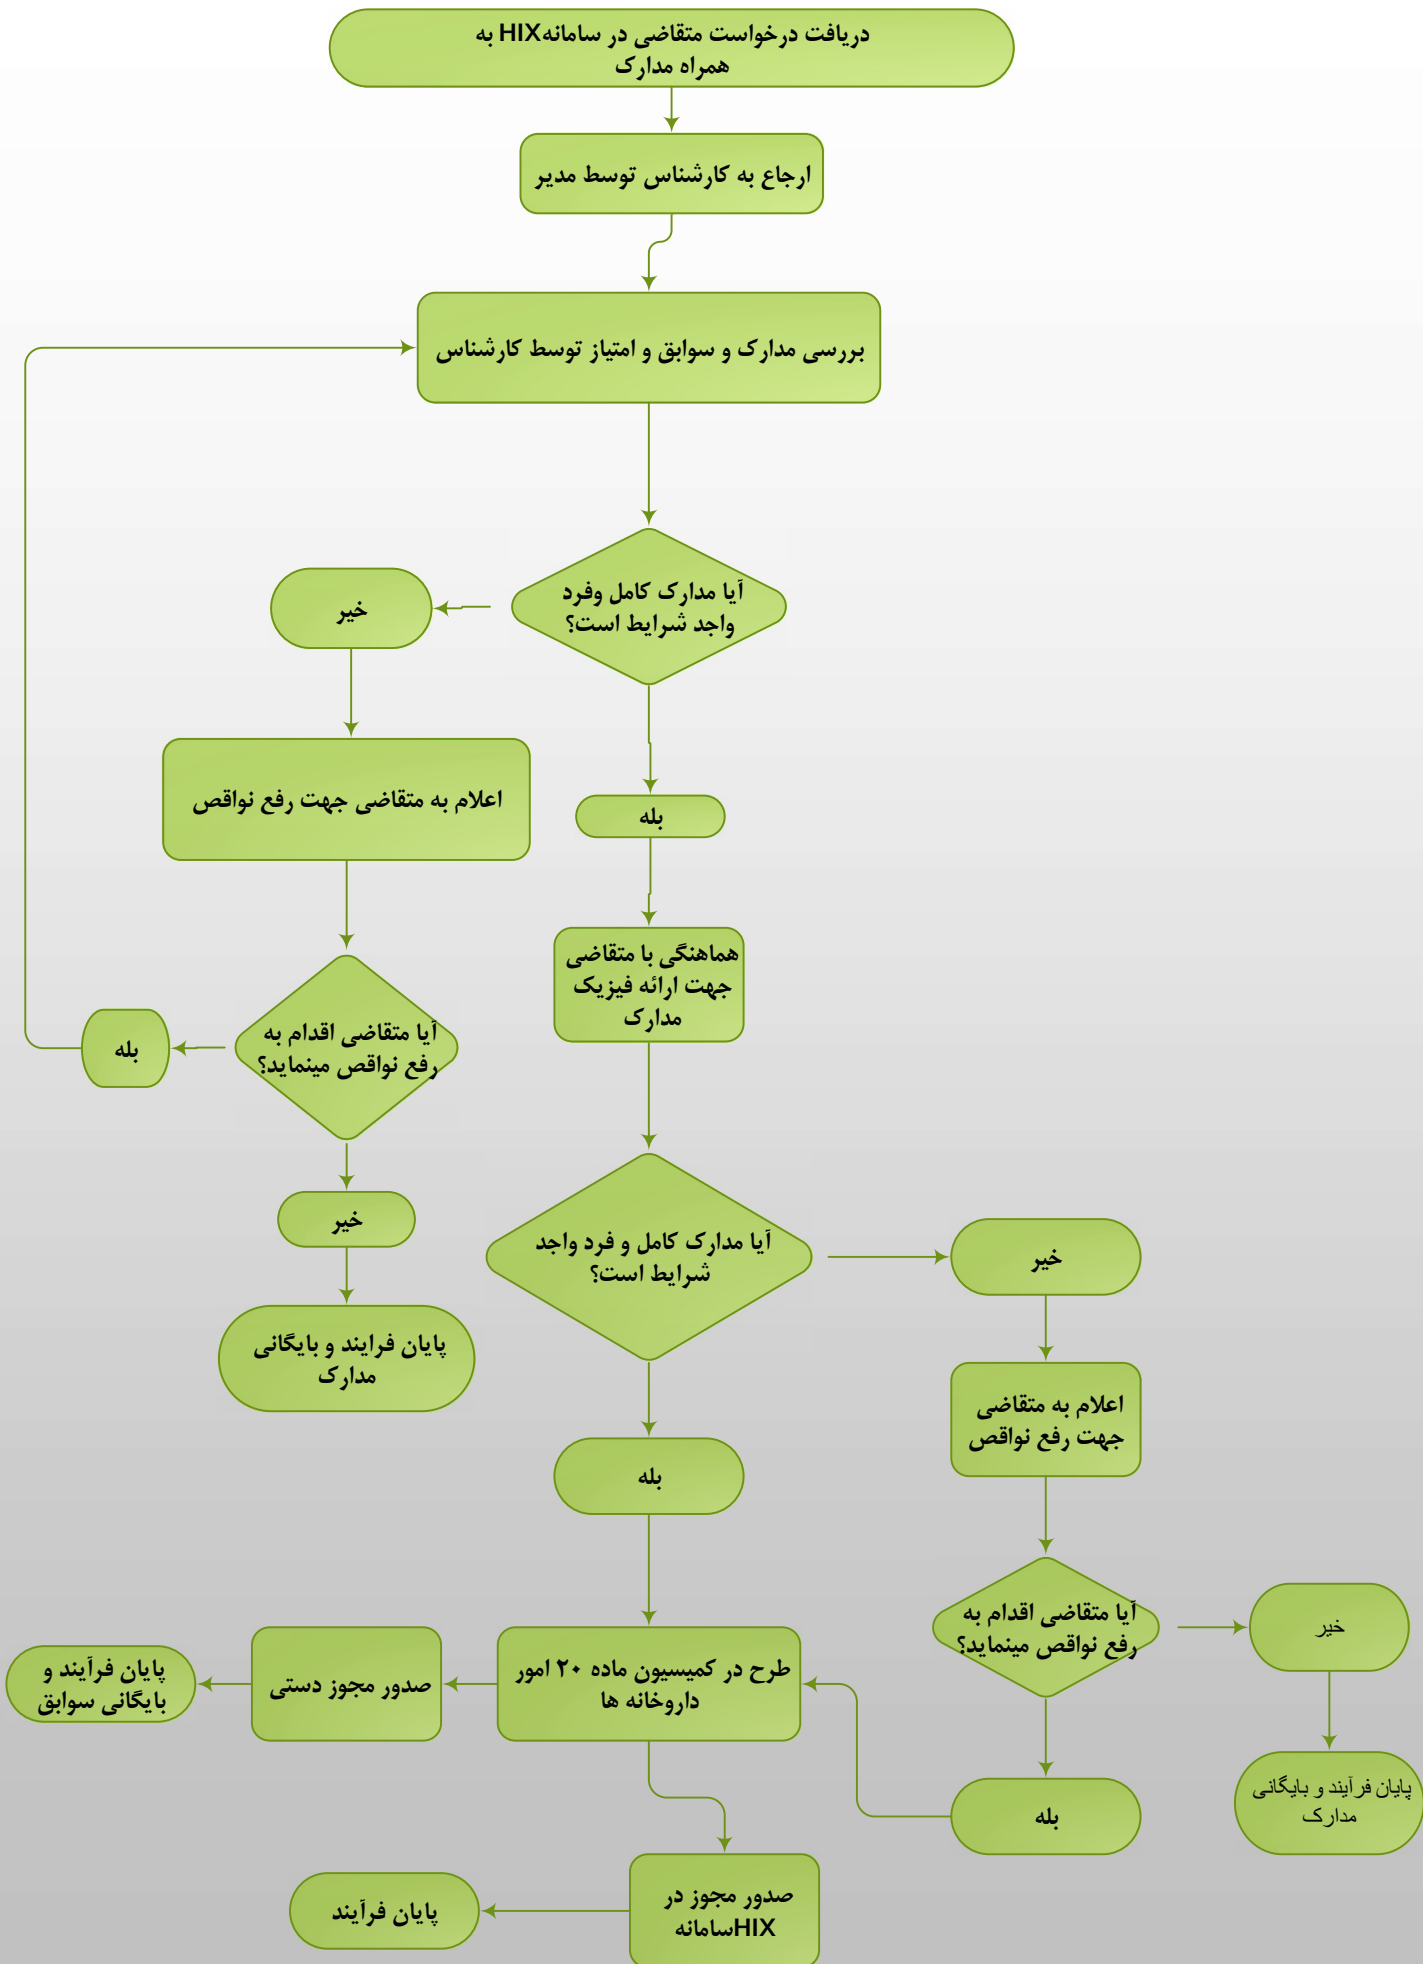 دریافت درخواست متقاضی در سامانهHIX به
همراه مدارک
ارجاع به کارشناس توسط مدیر
بررسی مدارک و سوابق و امتیاز توسط کارشناس
آیا مدارک کامل وفرد
واجد شرایط است؟
خیر
اعلام به متقاضی جهت رفع نواقص
بله
هماهنگی با متقاضی
جهت ارائه فیزیک
مدارک
آیا متقاضی اقدام به
رفع نواقص مینماید؟
بله
خیر
پایان فرایند و بایگانی
مدارک
آیا مدارک کامل و فرد واجد
شرایط است؟
خیر
اعلام به متقاضی
جهت رفع نواقص
بله
آیا متقاضی اقدام به
رفع نواقص مینماید؟
خیر
پایان فرآیند و بایگانی
مدارک
بله
طرح در کمیسیون ماده ۲۰ امور
داروخانه ها
صدور مجوز دستی
پایان فرآیند و
بایگانی سوابق
صدور مجوز در
سامانهHIX
پایان فرآیند